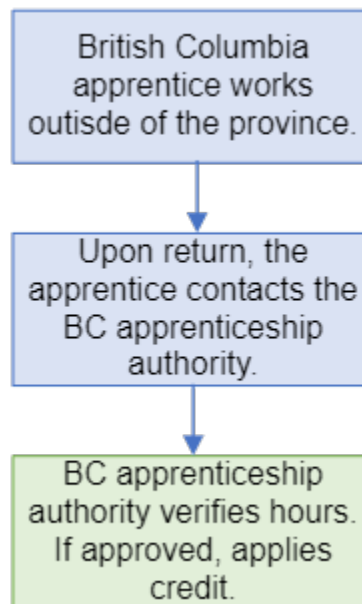 British Columbia
apprentice works
outisde of the province.
Upon return, the
apprentice contacts the
BC apprenticeship
authority.
BC apprenticeship
authority verifies hours.
If approved, applies
credit.